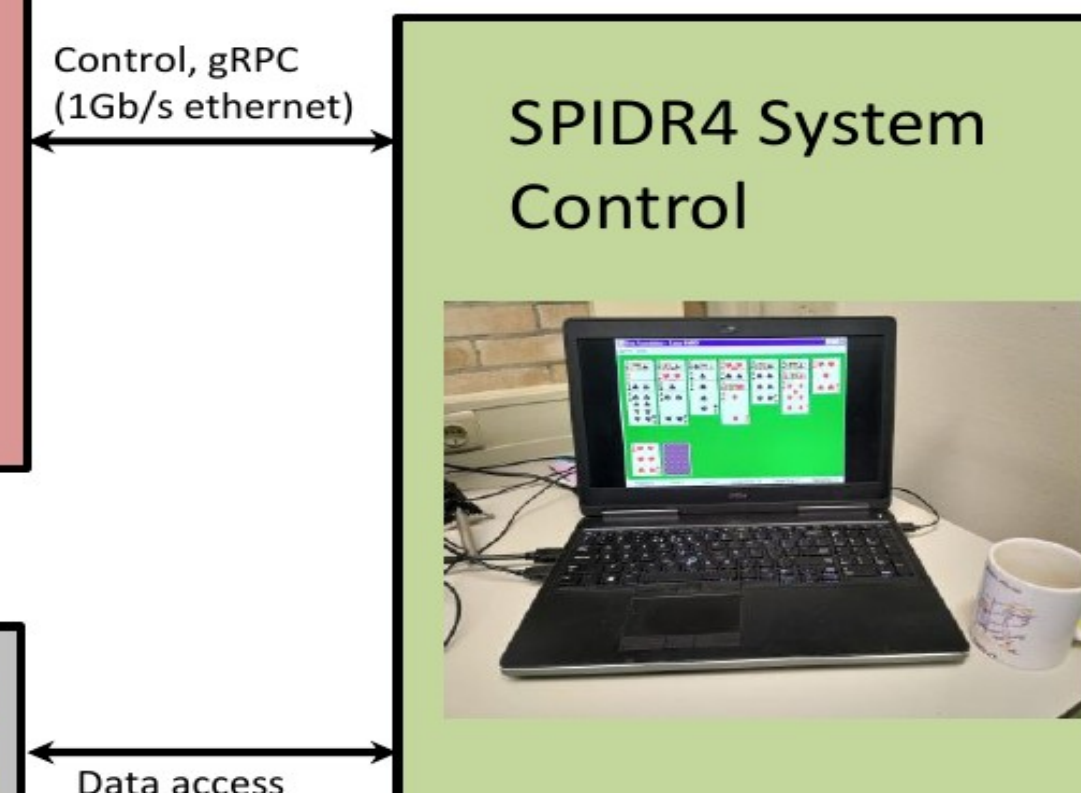 Control, gRPC
(1Gb/s ethernet)
SPIDR4 System
Control
Data access